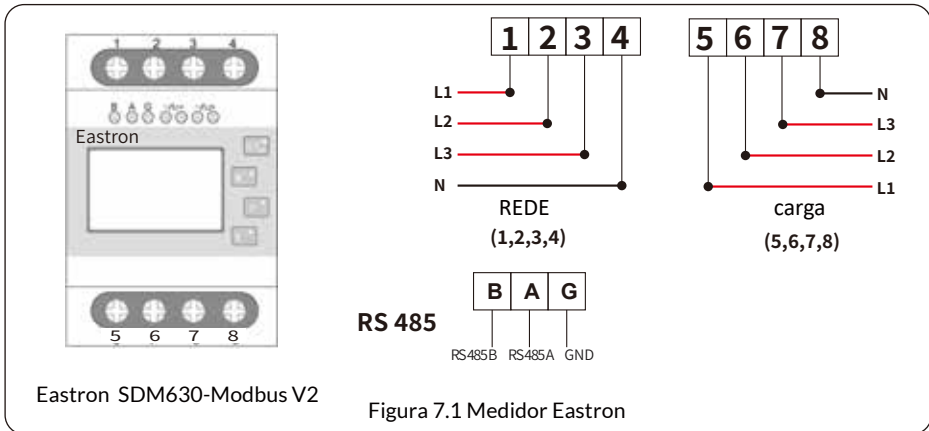 1 2 3 4
B A G
Eastron
5 6 7 8
Eastron SDM630-Modbus V2
1 2 3 4
L1
L2
L3
N
REDE
(1,2,3,4)
5 6 7 8
N
L3
L2
L1
carga
(5,6,7,8)
RS 485
B A G
RS485B RS485A GND
Figura 7.1 Medidor Eastron